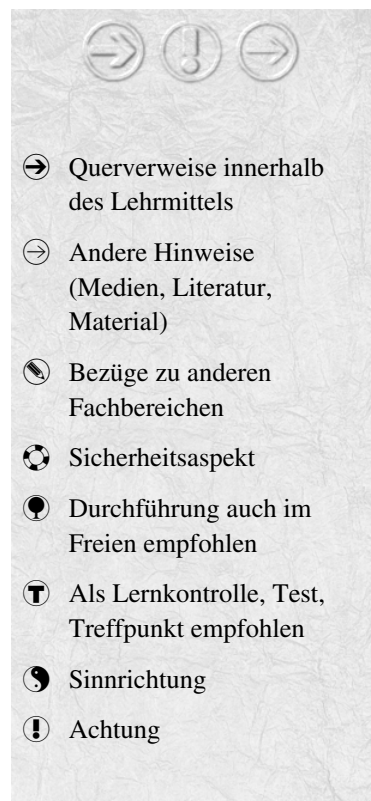 Querverweise innerhalb
des Lehrmittels
Andere Hinweise
(Medien, Literatur,
Material)
Bezüge zu anderen
Fachbereichen
Sicherheitsaspekt
Durchführung auch im
Freien empfohlen
T Als Lernkontrolle, Test,
Treffpunkt empfohlen
Sinnrichtung
! Achtung